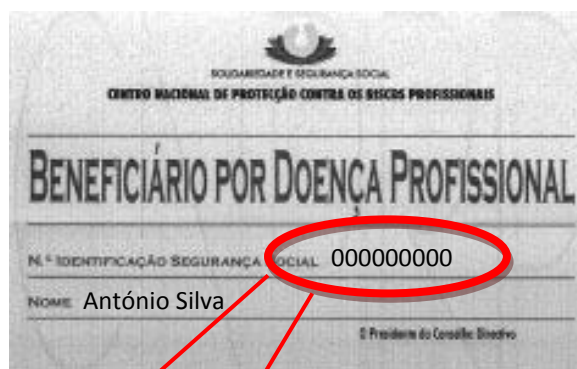 SOLIDARIEDADE E SEGURANÇA SOCIAL
CENTRO NACIONAL DE PROTECÇÃO CONTRA OS RISCOS PROFISSIONAIS
BENEFICIÁRIO POR DOENÇA PROFISSIONAL
N.º IDENTIFICAÇÃO SEGURANÇA SOCIAL 000000000
NOME António Silva
O Presidente do Conselho Directivo